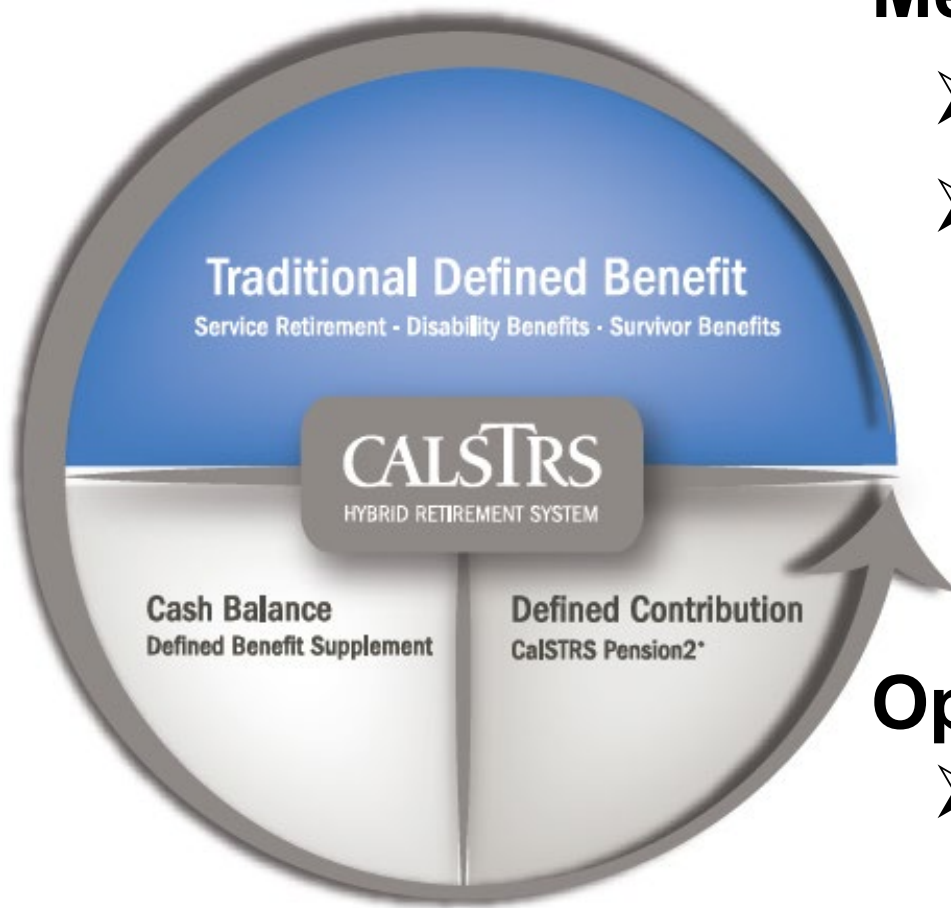 Traditional Defined Benefit
Service Retirement - Disability Benefits - Survivor Benefits
CALSTRS
HYBRID RETIREMENT SYSTEM
Cash Balance
Defined Benefit Supplement
Defined Contribution
CalSTRS Pension2*